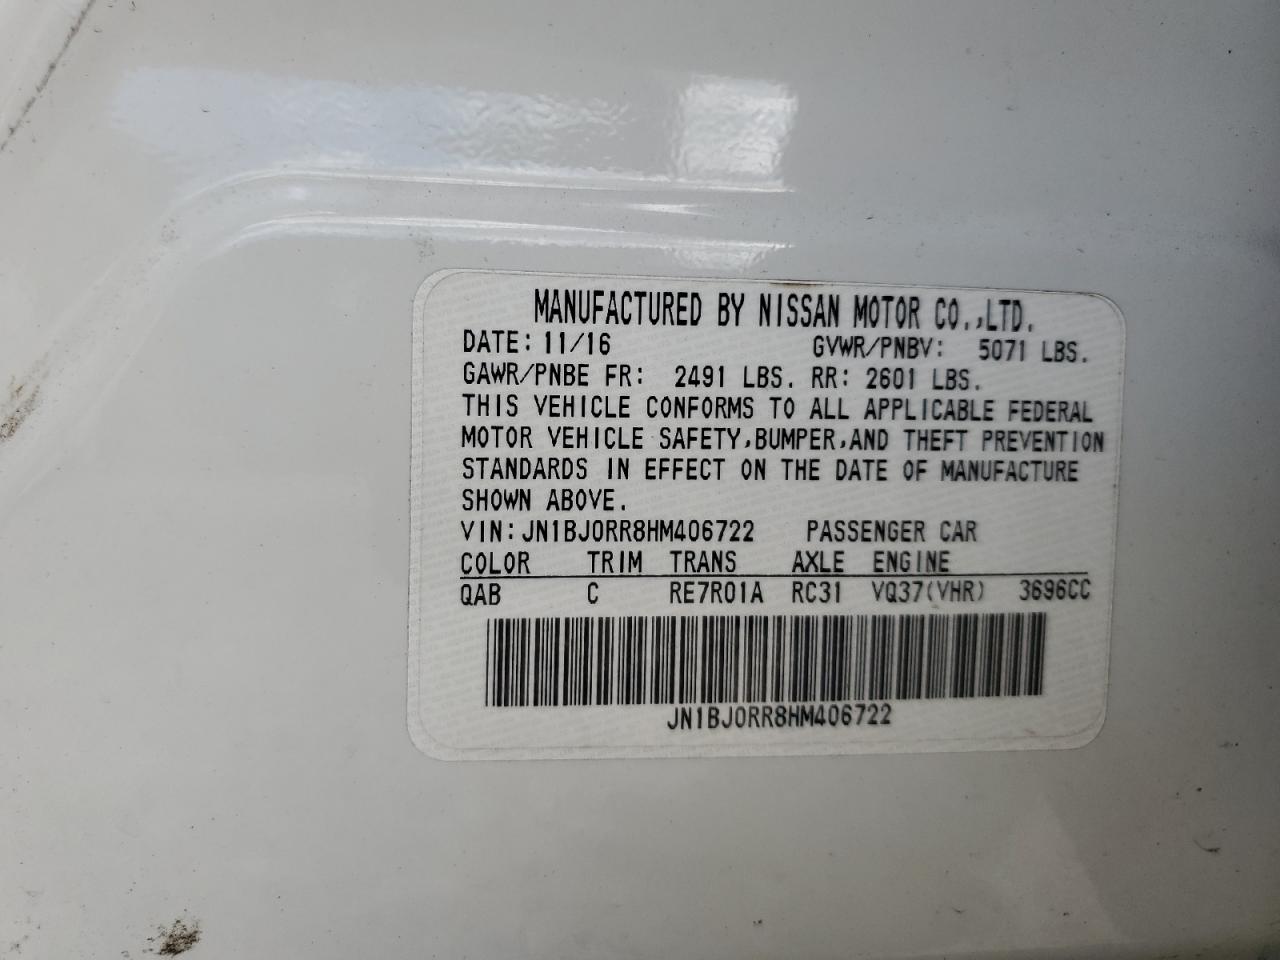 MANUFACTURED BY NISSAN MOTOR CO.,LTD.
DATE: 11/16 GVWR/PNBV: 5071 LBS.
GAWR/PNBE FR: 2491 LBS. RR: 2601 LBS.
THIS VEHICLE CONFORMS TO ALL APPLICABLE FEDERAL
MOTOR VEHICLE SAFETY,BUMPER,AND THEFT PREVENTION
STANDARDS IN EFFECT ON THE DATE OF MANUFACTURE
SHOWN ABOVE.
VIN: JN1BJ0RR8HM406722 PASSENGER CAR
COLOR TRIM TRANS AXLE ENGINE
QAB C RE7R01A RC31 VQ37(VHR) 3696CC
JN1BJ0RR8HM406722